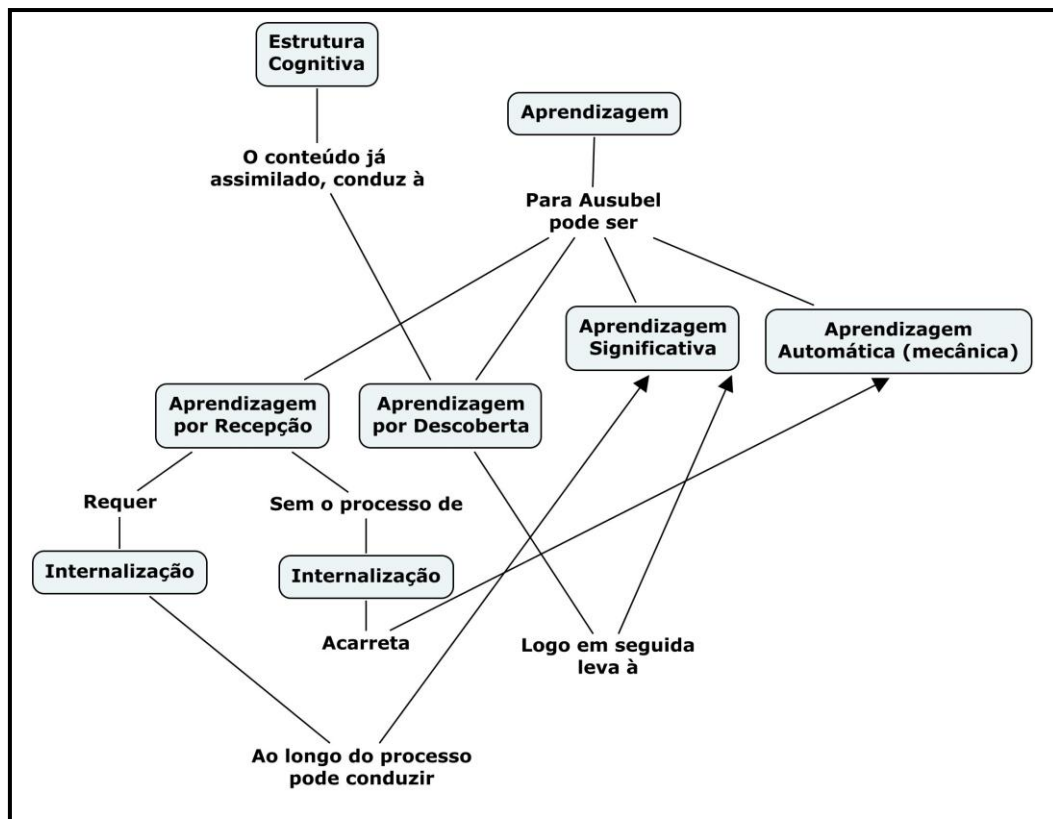 Estrutura
Cognitiva
Aprendizagem
O conteúdo já
assimilado, conduz à
Para Ausubel
pode ser
Aprendizagem
Significativa
Aprendizagem
Automática (mecânica)
Aprendizagem
por Recepção
Aprendizagem
por Descoberta
Requer
Sem o processo de
Internalização
Internalização
Acarreta
Logo em seguida
leva à
Ao longo do processo
pode conduzir